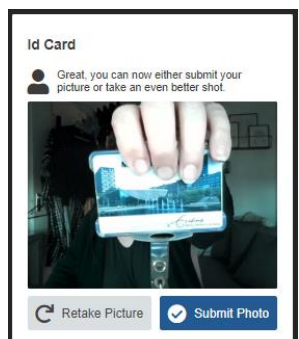 Id Card
Great, you can now either submit your
picture or take an even better shot.
Retake Picture
Submit Photo